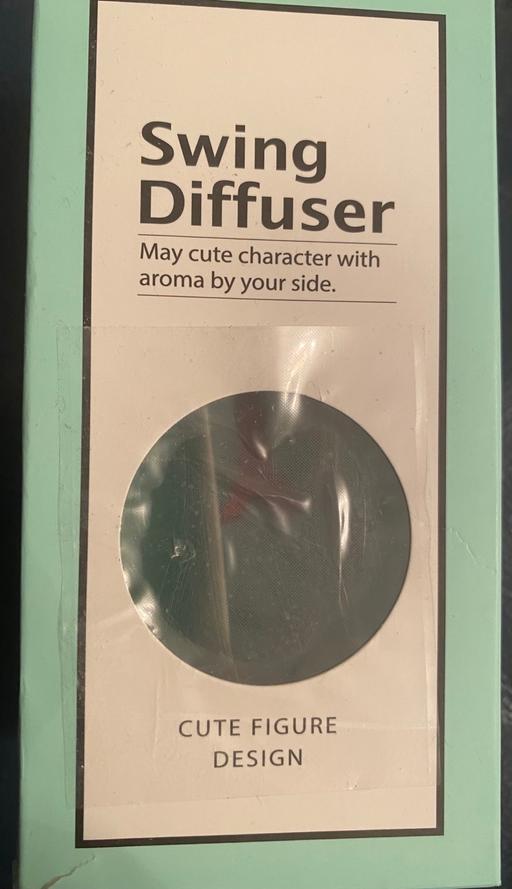 Swing
Diffuser
May cute character with
aroma by your side.
CUTE FIGURE
DESIGN